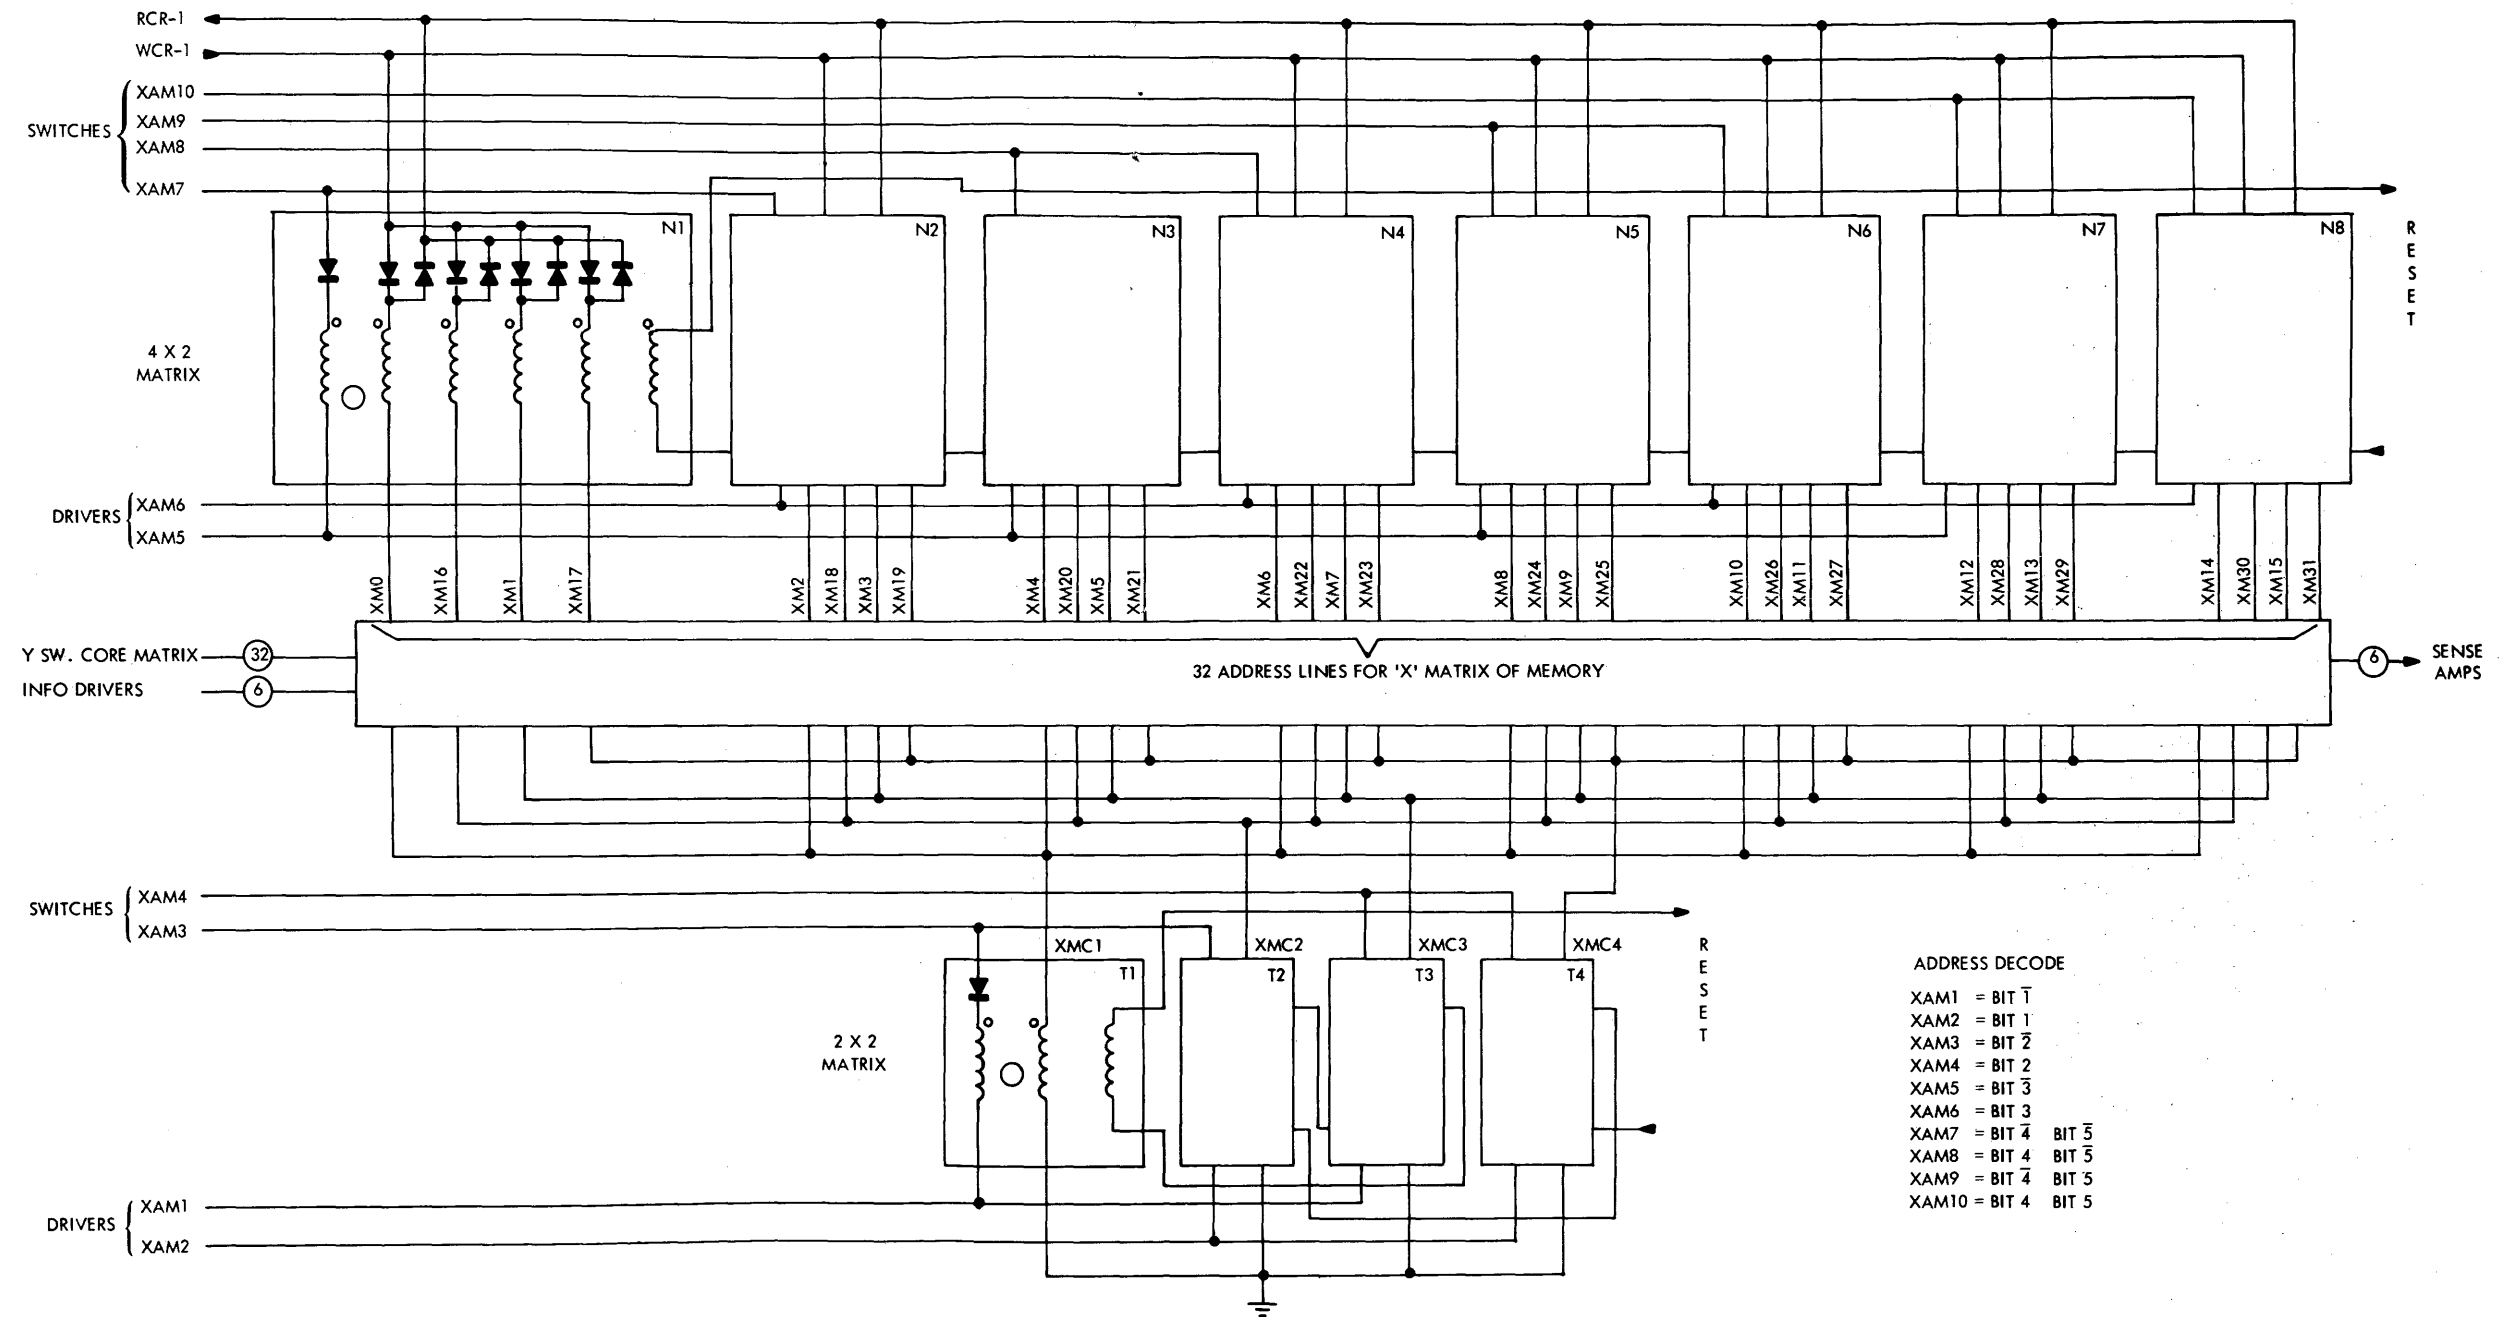 RCR-1
WCR-1
SWITCHES
XAM10
XAM9
XAM8
XAM7
N1
N2
N3
N4
N5
N6
N7
N8
RESET
4 X 2
MATRIX
DRIVERS
XAM6
XAM5
XM0
XM16
XM1
XM17
XM2
XM18
XM3
XM19
XM4
XM20
XM5
XM21
XM6
XM22
XM7
XM23
XM8
XM24
XM9
XM25
XM10
XM26
XM11
XM27
XM12
XM28
XM13
XM29
XM14
XM30
XM15
XM31
Y SW. CORE MATRIX 32
INFO DRIVERS 6
32 ADDRESS LINES FOR 'X' MATRIX OF MEMORY
6
SENSE
AMPS
SWITCHES
XAM4
XAM3
XMC1
XMC2
XMC3
XMC4
T1
T2
T3
T4
RESET
2 X 2
MATRIX
DRIVERS
XAM1
XAM2
ADDRESS DECODE
XAM1 = BIT 1̅
XAM2 = BIT 1
XAM3 = BIT 2̅
XAM4 = BIT 2
XAM5 = BIT 3̅
XAM6 = BIT 3
XAM7 = BIT 4̅ BIT 5̅
XAM8 = BIT 4 BIT 5̅
XAM9 = BIT 4̅ BIT 5
XAM10 = BIT 4 BIT 5